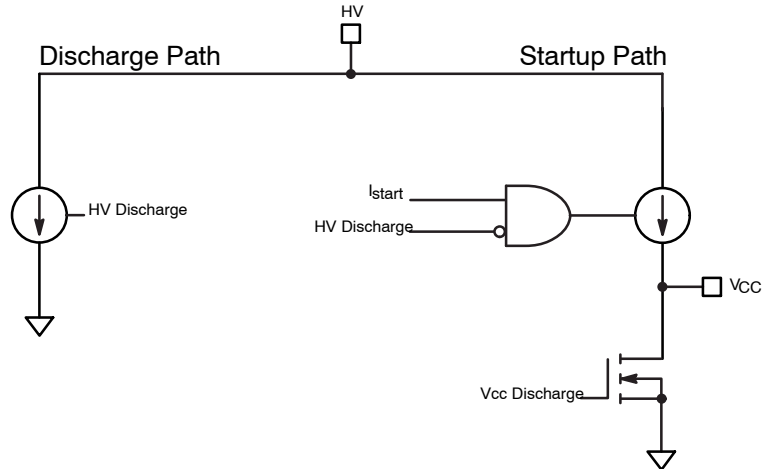 HV
Discharge Path
Startup Path
Istart
HV Discharge
HV Discharge
VCC
Vcc Discharge